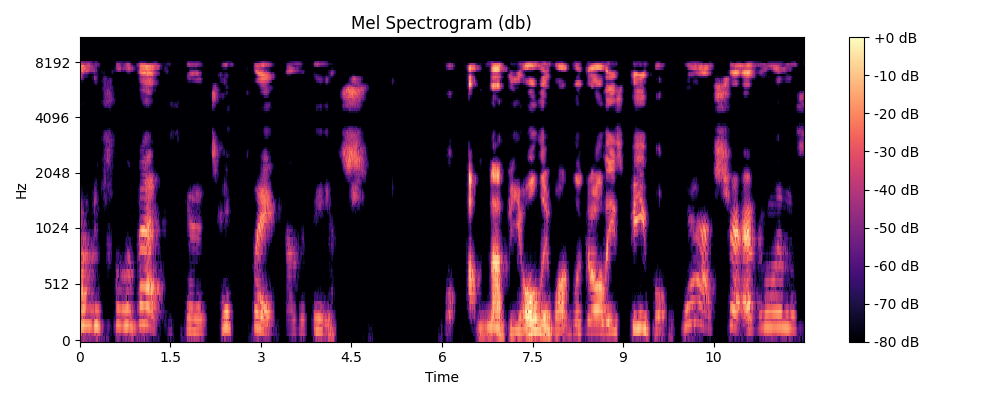 Mel Spectrogram (db)
Hz
8192
4096
2048
1024
512
0
0 1.5 3 4.5 6 7.5 9 10
Time
+0 dB
-10 dB
-20 dB
-30 dB
-40 dB
-50 dB
-60 dB
-70 dB
-80 dB